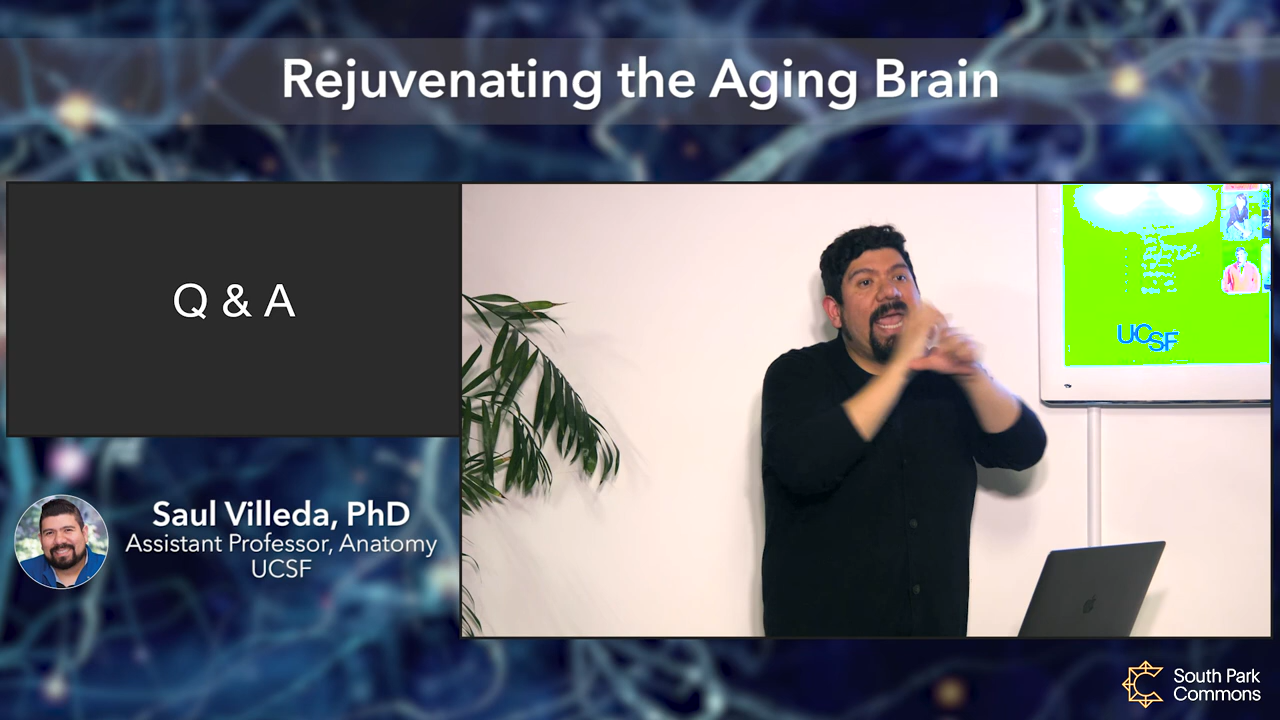 Rejuvenating the Aging Brain
Q & A
UCSF
Saul Villeda, PhD
Assistant Professor, Anatomy
UCSF
South Park
Commons